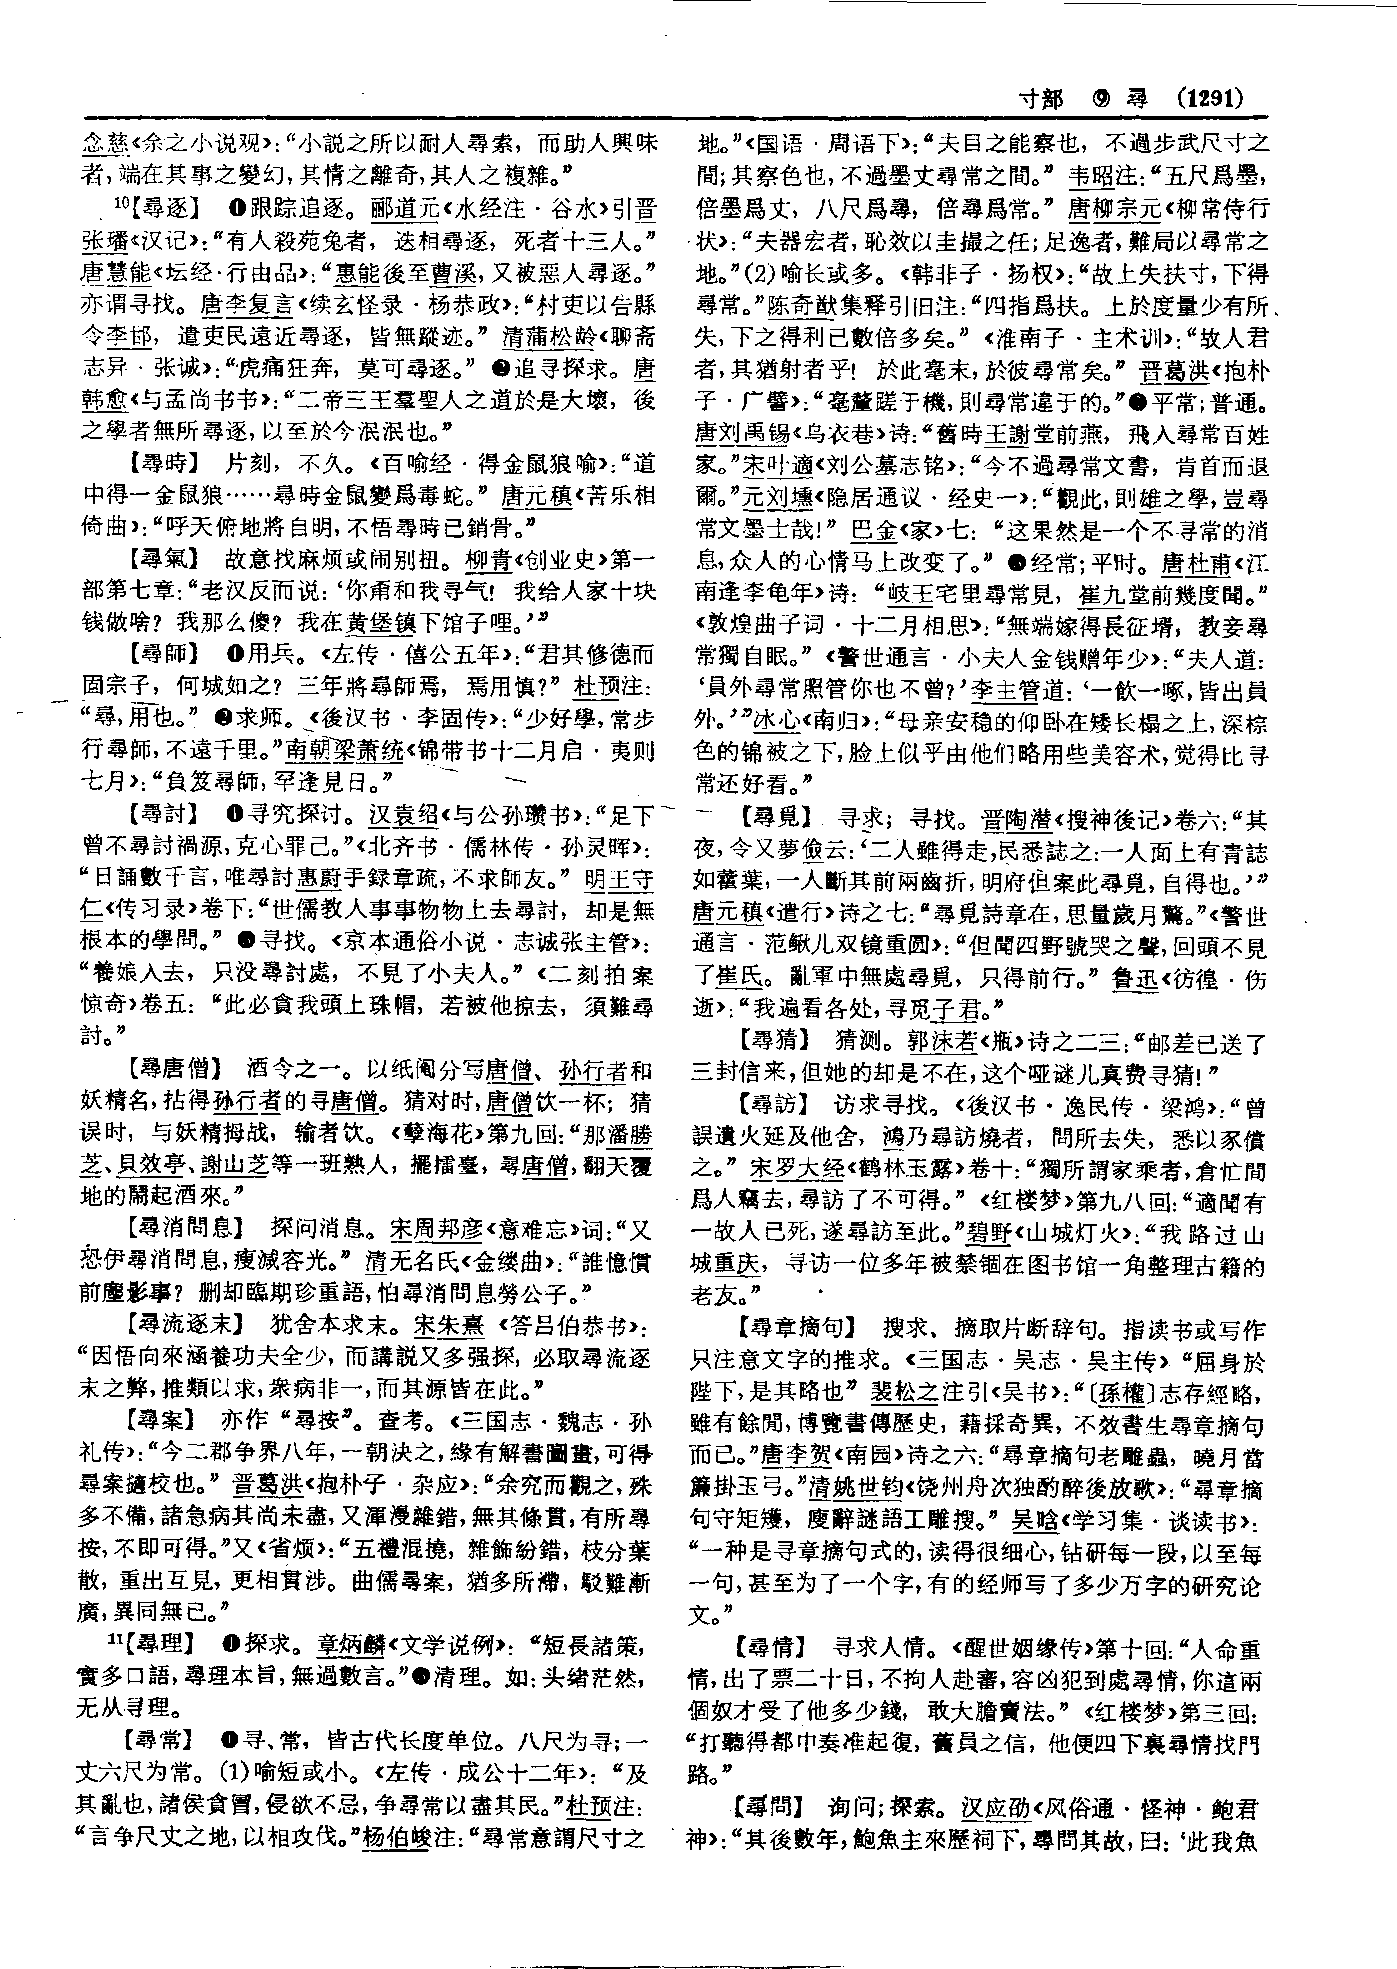 寸部 ⑨ 尋 (1291)
念慈《余之小说观》：“小說之所以耐人尋索，而助人興味
者，端在其事之變幻，其情之離奇，其人之複雜。”
10【尋逐】 ❶跟踪追逐。郦道元《水经注·谷水》引晋
张璠《汉记》：“有人殺苑兔者，迭相尋逐，死者十三人。”
唐慧能《坛经·行由品》：“惠能後至曹溪，又被惡人尋逐。”
亦谓寻找。唐李复言《续玄怪录·杨恭政》：“村吏以告縣
令李邯，遣吏民遠近尋逐，皆無蹤迹。”清蒲松龄《聊斋
志异·张诚》：“虎痛狂奔，莫可尋逐。”❷追寻探求。唐
韩愈《与孟尚书书》：“二帝三王羣聖人之道於是大壞，後
之學者無所尋逐，以至於今泯泯也。”
【尋時】 片刻，不久。《百喻经·得金鼠狼喻》：“道
中得一金鼠狼……尋時金鼠變爲毒蛇。”唐元稹《苦乐相
倚曲》：“呼天俯地將自明，不悟尋時已銷骨。”
【尋氣】 故意找麻烦或闹别扭。柳青《创业史》第一
部第七章：“老汉反而说：‘你甭和我寻气！我给人家十块
钱做啥？我那么傻？我在黄堡镇下馆子哩。’”
【尋師】 ❶用兵。《左传·僖公五年》：“君其修德而
固宗子，何城如之？三年將尋師焉，焉用慎？”杜预注：
“尋，用也。”❷求师。《後汉书·李固传》：“少好學，常步
行尋師，不遠千里。”南朝梁萧统《锦带书十二月启·夷则
七月》：“負笈尋師，罕逢見日。”
【尋討】 ❶寻究探讨。汉袁绍《与公孙瓒书》：“足下
曾不尋討禍源，克心罪己。”《北齐书·儒林传·孙灵晖》：
“日誦數千言，唯尋討惠蔚手録章疏，不求師友。”明王守
仁《传习录》卷下：“世儒教人事事物物上去尋討，却是無
根本的學問。”❷寻找。《京本通俗小说·志诚张主管》：
“養娘入去，只没尋討處，不見了小夫人。”《二刻拍案
惊奇》卷五：“此必貪我頭上珠帽，若被他掠去，須難尋
討。”
【尋唐僧】 酒令之一。以纸阄分写唐僧、孙行者和
妖精名，拈得孙行者的寻唐僧。猜对时，唐僧饮一杯；猜
误时，与妖精拇战，输者饮。《孽海花》第九回：“那潘勝
芝、貝效亭、謝山芝等一班熟人，擺擂臺，尋唐僧，翻天覆
地的鬧起酒來。”
【尋消問息】 探问消息。宋周邦彦《意难忘》词：“又
恐伊尋消問息，瘦減容光。”清无名氏《金缕曲》：“誰憶慣
前塵影事？删却臨期珍重語，怕尋消問息勞公子。”
【尋流逐末】 犹舍本求末。宋朱熹《答吕伯恭书》：
“因悟向來涵養功夫全少，而講説又多强探，必取尋流逐
末之弊，推類以求，衆病非一，而其源皆在此。”
【尋案】 亦作“尋按”。查考。《三国志·魏志·孙
礼传》：“今二郡争界八年，一朝决之，緣有解書圖畫，可得
尋案擿校也。”晋葛洪《抱朴子·杂应》：“余究而觀之，殊
多不備，諸急病其尚未盡，又渾漫雜錯，無其條貫，有所尋
按，不即可得。”又《省烦》：“五禮混撓，雜飾紛錯，枝分葉
散，重出互見，更相貫涉。曲儒尋案，猶多所滯，駁難漸
廣，異同無已。”
11【尋理】 ❶探求。章炳麟《文学说例》：“短長諸策，
實多口語，尋理本旨，無過數言。”❷清理。如：头绪茫然，
无从寻理。
【尋常】 ❶寻、常，皆古代长度单位。八尺为寻；一
丈六尺为常。(1)喻短或小。《左传·成公十二年》：“及
其亂也，諸侯貪冒，侵欲不忌，争尋常以盡其民。”杜预注：
“言争尺丈之地，以相攻伐。”杨伯峻注：“尋常意謂尺寸之
地。”《国语·周语下》：“夫目之能察也，不過步武尺寸之
間；其察色也，不過墨丈尋常之間。”韦昭注：“五尺爲墨，
倍墨爲丈，八尺爲尋，倍尋爲常。”唐柳宗元《柳常侍行
状》：“夫器宏者，恥效以圭撮之任；足逸者，難局以尋常之
地。”(2)喻长或多。《韩非子·扬权》：“故上失扶寸，下得
尋常。”陈奇猷集释引旧注：“四指爲扶。上於度量少有所
失，下之得利已數倍多矣。”《淮南子·主术训》：“故人君
者，其猶射者乎！於此毫末，於彼尋常矣。”晋葛洪《抱朴
子·广譬》：“毫釐蹉于機，則尋常違于的。”❷平常；普通。
唐刘禹锡《乌衣巷》诗：“舊時王謝堂前燕，飛入尋常百姓
家。”宋叶適《刘公墓志铭》：“今不過尋常文書，肯首而退
爾。”元刘壎《隐居通议·经史一》：“觀此，則雄之學，豈尋
常文墨士哉！”巴金《家》七：“这果然是一个不寻常的消
息，众人的心情马上改变了。”❸经常；平时。唐杜甫《江
南逢李龟年》诗：“岐王宅里尋常見，崔九堂前幾度聞。”
《敦煌曲子词·十二月相思》：“無端嫁得長征壻，教妾尋
常獨自眠。”《警世通言·小夫人金钱赠年少》：“夫人道：
‘員外尋常照管你也不曾？’李主管道：‘一飲一啄，皆出員
外。’”冰心《南归》：“母亲安稳的仰卧在矮长榻之上，深棕
色的锦被之下，脸上似乎由他们略用些美容术，觉得比寻
常还好看。”
【尋覓】 寻求；寻找。晋陶潜《搜神後记》卷六：“其
夜，令又夢儉云：‘二人雖得走，民悉誌之：一人面上有青誌
如藿葉，一人斷其前兩齒折，明府但案此尋覓，自得也。’”
唐元稹《遣行》诗之七：“尋覓詩章在，思量歲月驚。”《警世
通言·范鳅儿双镜重圆》：“但聞四野號哭之聲，回頭不見
了崔氏。亂軍中無處尋覓，只得前行。”鲁迅《彷徨·伤
逝》：“我遍看各处，寻觅子君。”
【尋猜】 猜测。郭沫若《瓶》诗之二三：“邮差已送了
三封信来，但她的却是不在，这个哑谜儿真费寻猜！”
【尋訪】 访求寻找。《後汉书·逸民传·梁鸿》：“曾
誤遺火延及他舍，鴻乃尋訪燒者，問所去失，悉以豕償
之。”宋罗大经《鹤林玉露》卷十：“獨所謂家乘者，倉忙間
爲人竊去，尋訪了不可得。”《红楼梦》第九八回：“適聞有
一故人已死，遂尋訪至此。”碧野《山城灯火》：“我路过山
城重庆，寻访一位多年被禁锢在图书馆一角整理古籍的
老友。”
【尋章摘句】 搜求、摘取片断辞句。指读书或写作
只注意文字的推求。《三国志·吴志·吴主传》“屈身於
陛下，是其略也”裴松之注引《吴书》：“〔孫權〕志存經略，
雖有餘閒，博覽書傳歷史，藉採奇異，不效書生尋章摘句
而已。”唐李贺《南园》诗之六：“尋章摘句老雕蟲，曉月當
簾掛玉弓。”清姚世钧《饶州舟次独酌醉後放歌》：“尋章摘
句守矩矱，廋辭謎語工雕搜。”吴晗《学习集·谈读书》：
“一种是寻章摘句式的，读得很细心，钻研每一段，以至每
一句，甚至为了一个字，有的经师写了多少万字的研究论
文。”
【尋情】 寻求人情。《醒世姻缘传》第十回：“人命重
情，出了票二十日，不拘人赴審，容凶犯到處尋情，你這兩
個奴才受了他多少錢，敢大膽賣法。”《红楼梦》第三回：
“打聽得都中奏准起復，舊員之信，他便四下裏尋情找門
路。”
【尋問】 询问；探索。汉应劭《风俗通·怪神·鲍君
神》：“其後數年，鮑魚主來歷祠下，尋問其故，曰：‘此我魚